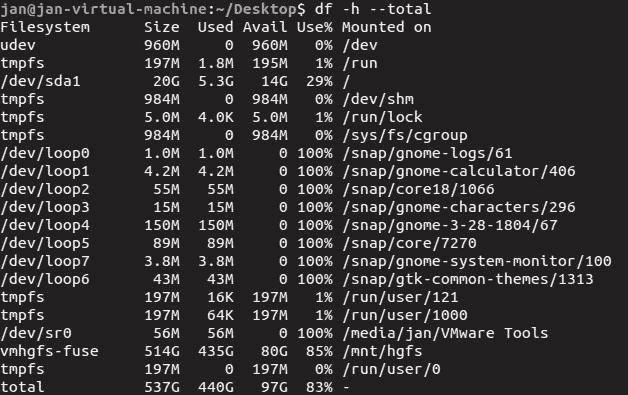 jan@jan-virtual-machine:~/Desktop$ df -h --total
Filesystem      Size  Used Avail Use% Mounted on
udev            960M     0  960M   0% /dev
tmpfs           197M  1.8M  195M   1% /run
/dev/sda1        20G  5.3G   14G  29% /
tmpfs           984M     0  984M   0% /dev/shm
tmpfs           5.0M  4.0K  5.0M   1% /run/lock
tmpfs           984M     0  984M   0% /sys/fs/cgroup
/dev/loop0      1.0M  1.0M     0 100% /snap/gnome-logs/61
/dev/loop1      4.2M  4.2M     0 100% /snap/gnome-calculator/406
/dev/loop2       55M   55M     0 100% /snap/core18/1066
/dev/loop3       15M   15M     0 100% /snap/gnome-characters/296
/dev/loop4      150M  150M     0 100% /snap/gnome-3-28-1804/67
/dev/loop5       89M   89M     0 100% /snap/core/7270
/dev/loop7      3.8M  3.8M     0 100% /snap/gnome-system-monitor/100
/dev/loop6       43M   43M     0 100% /snap/gtk-common-themes/1313
tmpfs           197M   16K  197M   1% /run/user/121
tmpfs           197M   64K  197M   1% /run/user/1000
/dev/sr0         56M   56M     0 100% /media/jan/VMware Tools
vmhgfs-fuse     514G  435G   80G  85% /mnt/hgfs
tmpfs           197M     0  197M   0% /run/user/0
total           537G  440G   97G  83% -